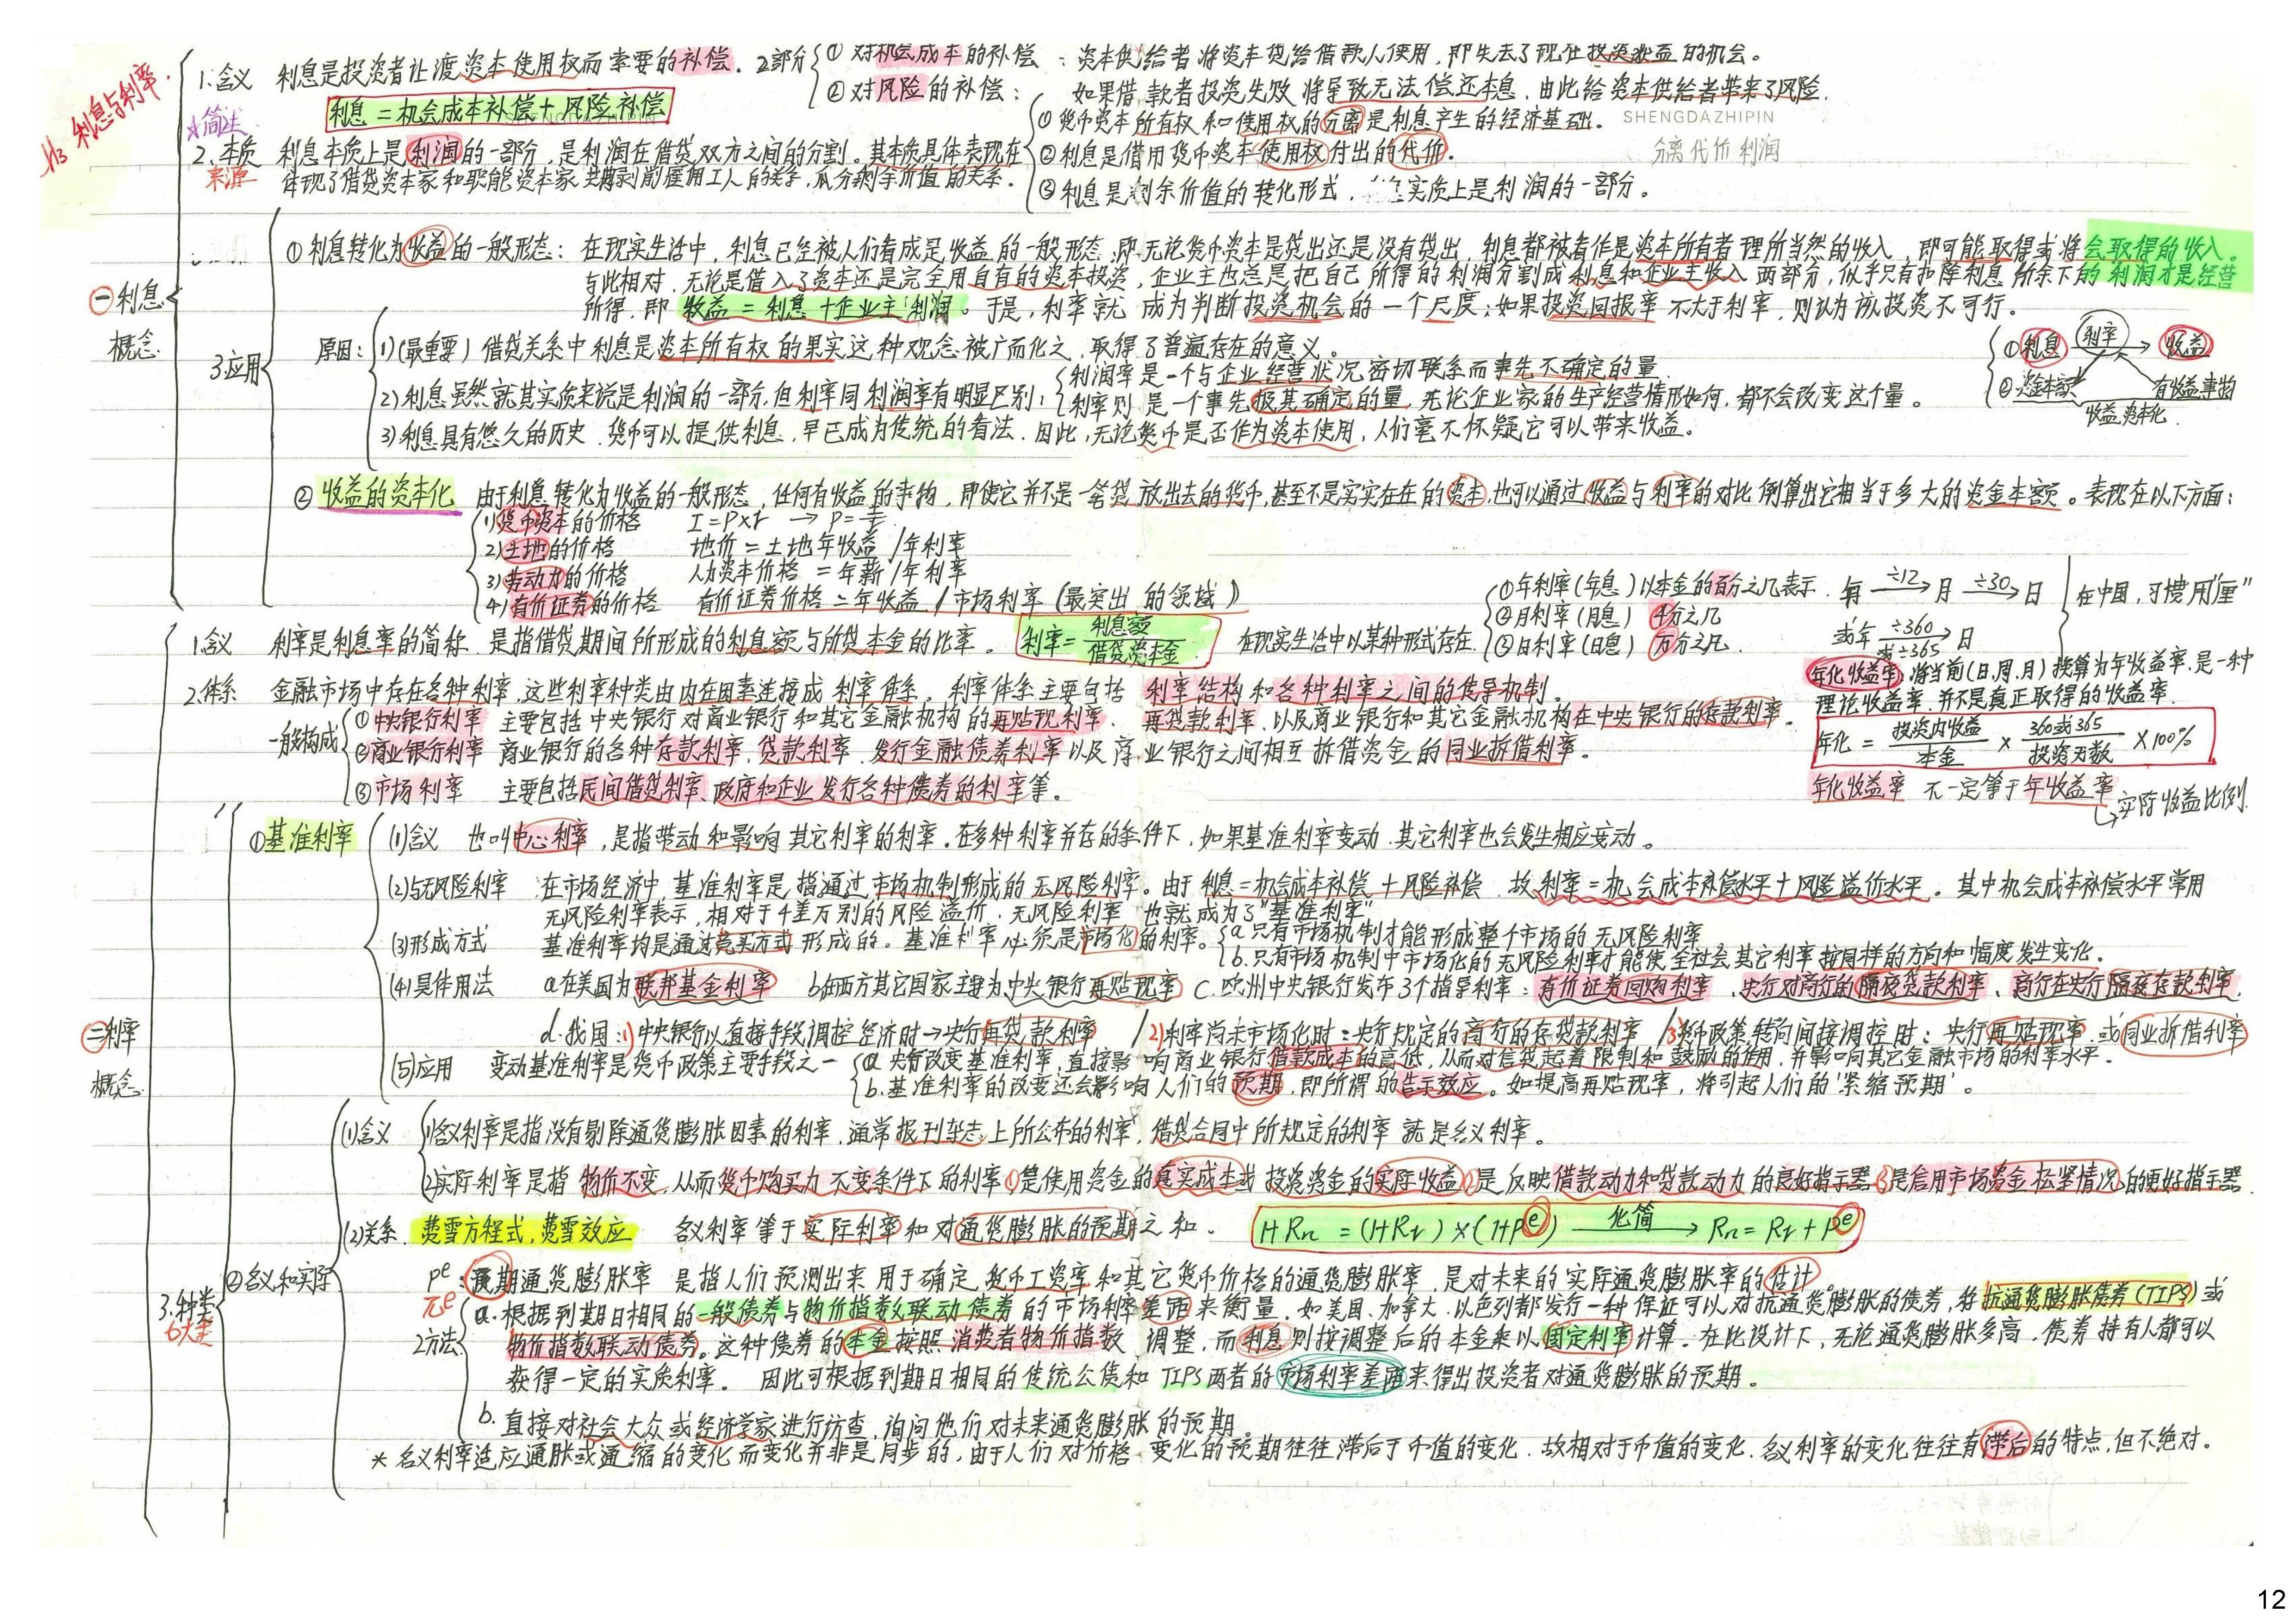 H3 利息与利率.
㊀利息概念
1.含义 利息是投资者让渡资本使用权而索要的补偿. 2部分 ①对机会成本的补偿:资本供给者将资本贷给借款人使用,即失去了现在投资收益的机会。
②对风险的补偿:如果借款者投资失败将导致无法偿还本息,由此给资本供给者带来了风险.
利息=机会成本补偿+风险补偿
SHENGDAZHIPIN
☆简述
2.本质 利息本质上是利润的一部分,是利润在借贷双方之间的分割。其本质具体表现在
来源 体现了借贷资本家和职能资本家共同剥削雇佣工人的关系,瓜分剩余价值的关系.
①货币资本所有权和使用权的分离是利息产生的经济基础.
②利息是借用货币资本使用权付出的代价.
③利息是剩余价值的转化形式,实质上是利润的一部分。
分离 代价 利润
3.应用
①利息转化为收益的一般形态:在现实生活中,利息已经被人们看成是收益的一般形态,即无论货币资本是贷出还是没有贷出,利息都被看作是资本所有者理所当然的收入,即可能取得或将会取得的收入.
与此相对,无论是借入了资本还是完全用自有的资本投资,企业主也总是把自己所得的利润分割成利息和企业主收入两部分,似乎只有扣除利息所余下的利润才是经营
所得.即 收益=利息+企业主利润。于是,利率就成为判断投资机会的一个尺度:如果投资回报率不大于利率,则认为该投资不可行。
原因:1)(最重要)借贷关系中利息是资本所有权的果实这种观念被广而化之,取得了普遍存在的意义。
2)利息虽然就其实质来说是利润的一部分,但利率同利润率有明显区别:利润率是一个与企业经营状况密切联系而事先不确定的量.
利率则是一个事先极其确定的量,无论企业家的生产经营情形如何,都不会改变这个量。
3)利息具有悠久的历史.货币可以提供利息,早已成为传统的看法.因此,无论货币是否作为资本使用,人们毫不怀疑它可以带来收益。
①利息 利率 收益
②资本额 有收益事物
收益资本化.
②收益的资本化 由于利息转化为收益的一般形态,任何有收益的事物,即使它并不是一笔贷放出去的货币,甚至不是实实在在的资本,也可以通过收益与利率的对比倒算出它相当于多大的资金本额。表现在以下方面:
1)货币资本的价格 I=P×r → P=I/r
2)土地的价格 地价=土地年收益/年利率
3)劳动力的价格 人力资本价格=年薪/年利率
4)有价证券的价格 有价证券价格=年收益/市场利率(最突出的领域)
㊁利率概念
1.含义 利率是利息率的简称.是指借贷期间所形成的利息额与所贷本金的比率。 利率=利息额/借贷资本金 在现实生活中以某种形式存在.
①年利率(年息)以本金的百分之几表示.
②月利率(月息)千分之几
③日利率(日息)万分之几.
年 ÷12→ 月 ÷30→ 日
或年 ÷360→ 日
或÷365
在中国,习惯用“厘”
2.体系 金融市场中存在各种利率,这些利率种类由内在因素连接成利率体系。利率体系主要包括利率结构和各种利率之间的传导机制.
一般构成 ①中央银行利率 主要包括中央银行对商业银行和其它金融机构的再贴现利率、再贷款利率,以及商业银行和其它金融机构在中央银行的存款利率.
②商业银行利率 商业银行的各种存款利率、贷款利率、发行金融债券利率以及商业银行之间相互拆借资金的同业拆借利率。
③市场利率 主要包括民间借贷利率、政府和企业发行各种债券的利率等。
年化收益率:将当前(日.周.月)换算为年收益率.是一种
理论收益率.并不是真正取得的收益率.
年化=投资内收益/本金×360或365/投资天数×100%
年化收益率 不一定等于年收益率
→实际收益比例.
3.种类
6大类
①基准利率
(1)含义 也叫中心利率,是指带动和影响其它利率的利率.在多种利率并存的条件下,如果基准利率变动.其它利率也会发生相应变动。
(2)与无风险利率 在市场经济中,基准利率是指通过市场机制形成的无风险利率。由于利息=机会成本补偿+风险补偿.故利率=机会成本补偿水平+风险溢价水平。其中机会成本补偿水平常用
无风险利率表示,相对于千差万别的风险溢价.无风险利率也就成为了“基准利率”
(3)形成方式 基准利率均是通过竞买方式形成的。基准利率必须是市场化的利率。a.只有市场机制才能形成整个市场的无风险利率
b.只有市场机制中市场化的无风险利率才能使全社会其它利率按同样的方向和幅度发生变化.
(4)具体用法 a.在美国为联邦基金利率 b.在西方其它国家主要为中央银行再贴现率 c.欧洲中央银行发布3个指导利率:有价证券回购利率、央行对商行的隔夜贷款利率、商行在央行隔夜存款利率.
d.我国:1)中央银行以直接手段调控经济时→央行再贷款利率 /2)利率尚未市场化时:央行规定的商行的存贷款利率 /3)货币政策转向间接调控时:央行再贴现率.或同业拆借利率
(5)应用 变动基准利率是货币政策主要手段之一 a.央行改变基准利率,直接影响商业银行借款成本的高低,从而对信贷起着限制和鼓励的作用,并影响其它金融市场的利率水平.
b.基准利率的改变还会影响人们的预期,即所谓的告示效应。如提高再贴现率,将引起人们的‘紧缩预期’。
②名义和实际
(1)含义 1)名义利率是指没有剔除通货膨胀因素的利率,通常报刊杂志上所公布的利率,借贷合同中所规定的利率就是名义利率。
2)实际利率是指物价不变,从而货币购买力不变条件下的利率①是使用资金的真实成本或投资资金的实际收益②是反映借款动力和贷款动力的良好指示器③是信用市场资金松紧情况的更好指示器.
(2)关系. 费雪方程式,费雪效应 名义利率等于实际利率和对通货膨胀的预期之和。 1+Rn=(1+Rr)×(1+Pe) 化简→ Rn=Rr+Pe
Pe:预期通货膨胀率 是指人们预测出来用于确定货币工资率和其它货币价格的通货膨胀率,是对未来的实际通货膨胀率的估计。
πe
2方法 a.根据到期日相同的一般债券与物价指数联动债券的市场利率差距来衡量.如美国.加拿大.以色列都发行一种保证可以对抗通货膨胀的债券,称抗通货膨胀债券(TIPS)或
物价指数联动债券。这种债券的本金按照消费者物价指数调整,而利息则按调整后的本金来以固定利率计算.在此设计下,无论通货膨胀多高,债券持有人都可以
获得一定的实质利率。因此可根据到期日相同的传统公债和TIPS两者的市场利率差距来得出投资者对通货膨胀的预期。
b.直接对社会大众或经济学家进行访查,询问他们对未来通货膨胀的预期.
*名义利率适应通胀或通缩的变化而变化并非是同步的,由于人们对价格变化的预期往往滞后于币值的变化.故相对于币值的变化.名义利率的变化往往有滞后的特点,但不绝对.
12